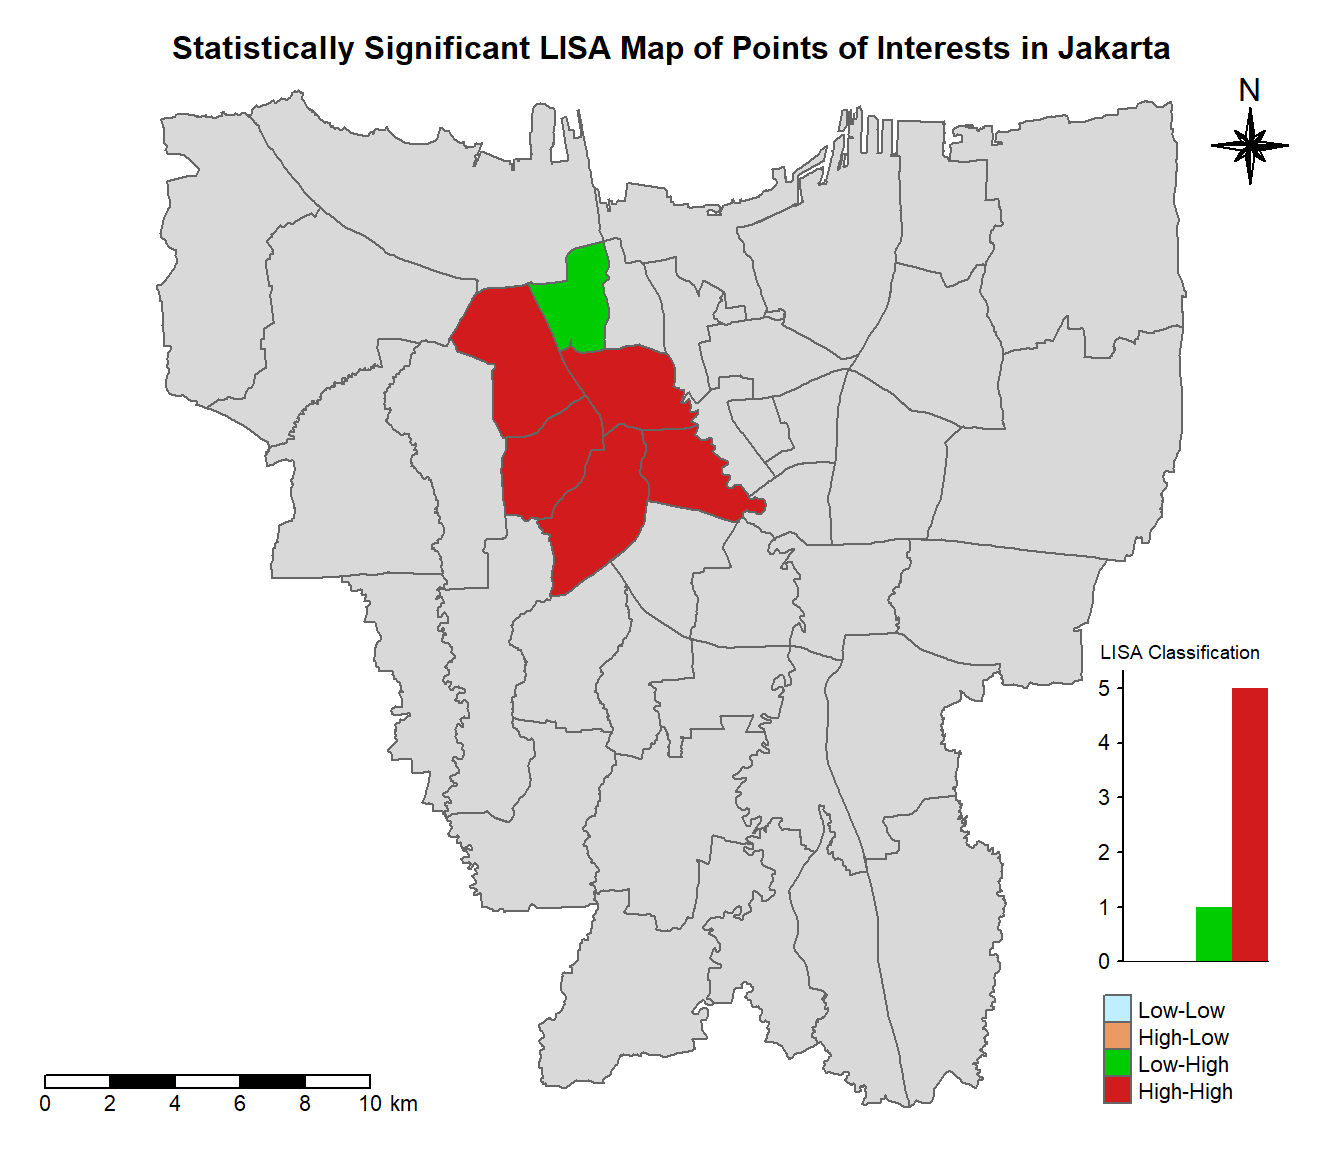 Statistically Significant LISA Map of Points of Interests in Jakarta
N
LISA Classification
5
4
3
2
1
0
Low-Low
High-Low
Low-High
High-High
0 2 4 6 8 10 km